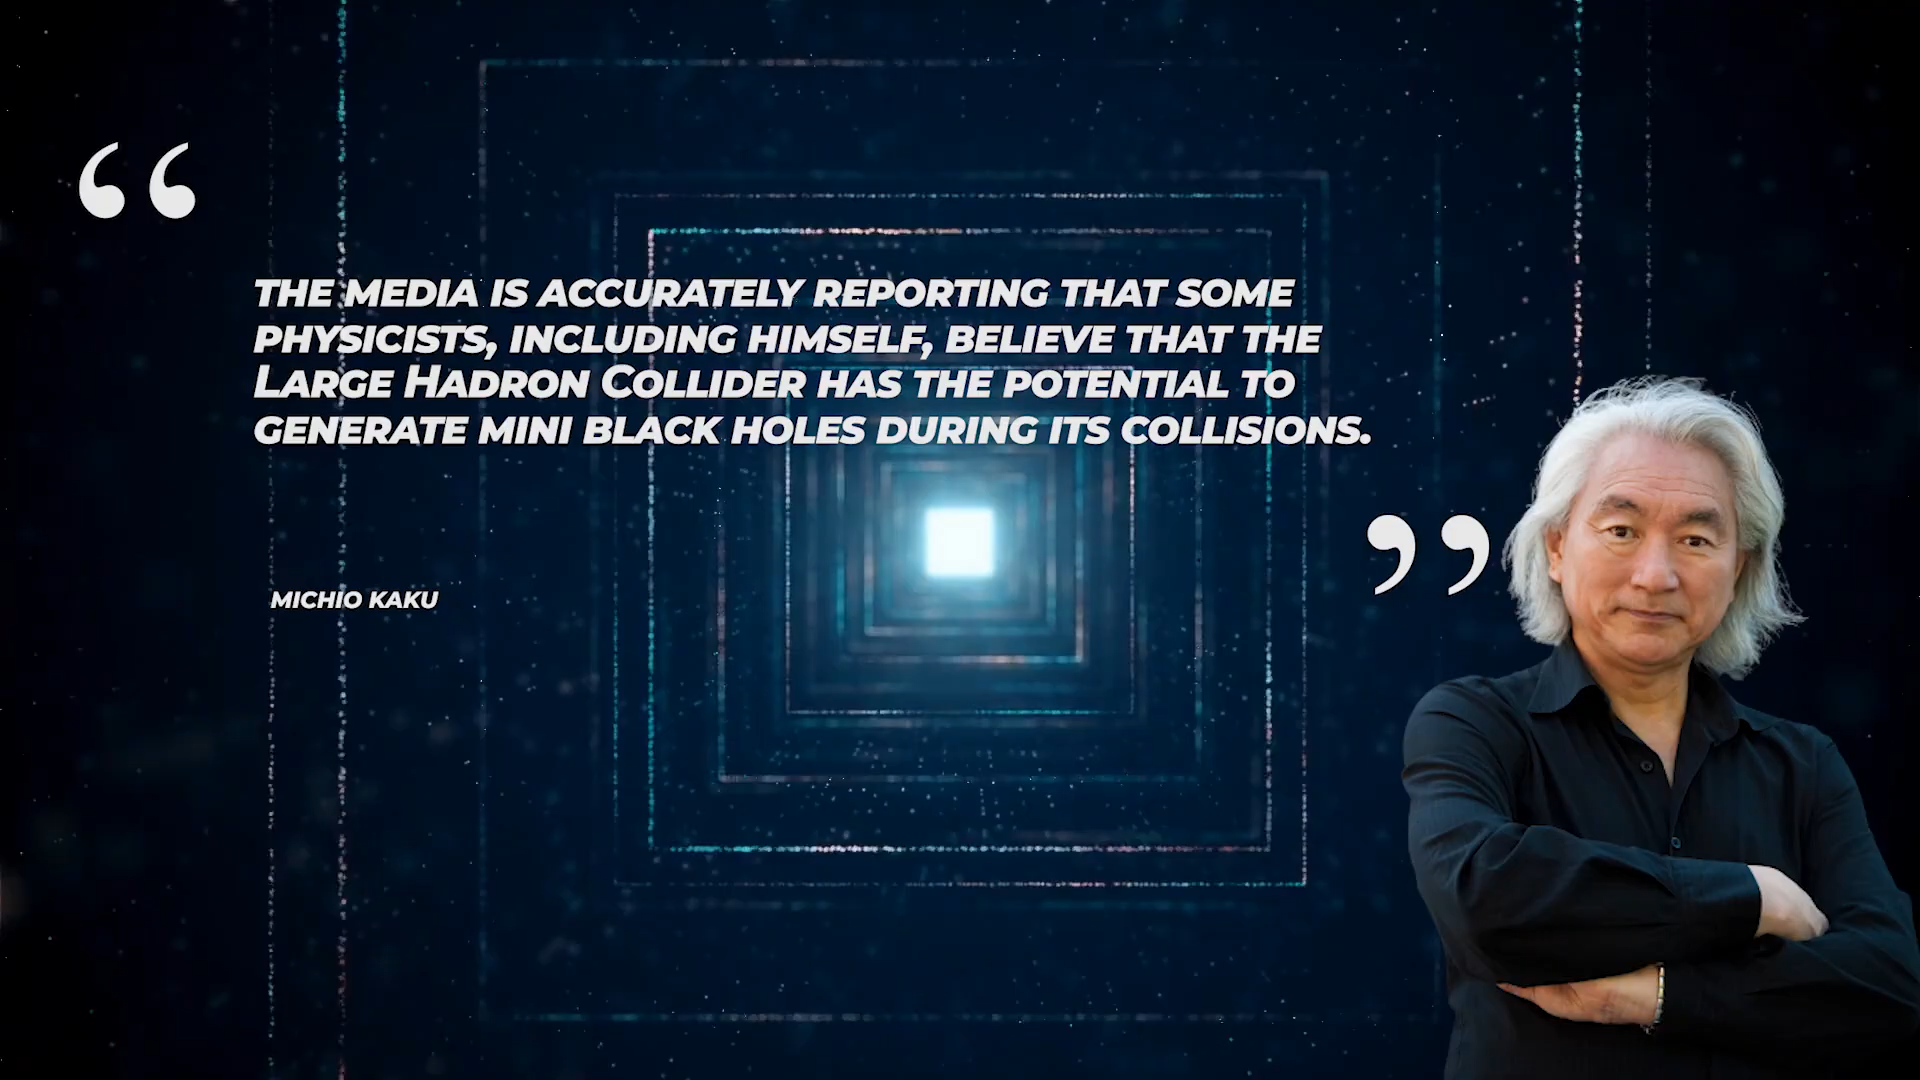 “
THE MEDIA IS ACCURATELY REPORTING THAT SOME
PHYSICISTS, INCLUDING HIMSELF, BELIEVE THAT THE
LARGE HADRON COLLIDER HAS THE POTENTIAL TO
GENERATE MINI BLACK HOLES DURING ITS COLLISIONS.
”
MICHIO KAKU